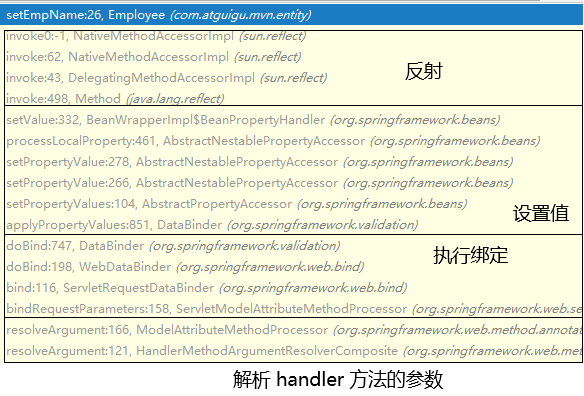 setEmpName:26, Employee (com.atguigu.mvn.entity)
invoke0:-1, NativeMethodAccessorImpl (sun.reflect)
invoke:62, NativeMethodAccessorImpl (sun.reflect)
invoke:43, DelegatingMethodAccessorImpl (sun.reflect)
反射
invoke:498, Method (java.lang.reflect)
setValue:332, BeanWrapperImpl$BeanPropertyHandler (org.springframework.beans)
processLocalProperty:461, AbstractNestablePropertyAccessor (org.springframework.beans)
setPropertyValue:278, AbstractNestablePropertyAccessor (org.springframework.beans)
setPropertyValue:266, AbstractNestablePropertyAccessor (org.springframework.beans)
setPropertyValues:104, AbstractPropertyAccessor (org.springframework.beans)
设置值
applyPropertyValues:851, DataBinder (org.springframework.validation)
doBind:747, DataBinder (org.springframework.validation)
执行绑定
doBind:198, WebDataBinder (org.springframework.web.bind)
bind:116, ServletRequestDataBinder (org.springframework.web.bind)
bindRequestParameters:158, ServletModelAttributeMethodProcessor (org.springframework.web.se
resolveArgument:166, ModelAttributeMethodProcessor (org.springframework.web.method.annotat
resolveArgument:121, HandlerMethodArgumentResolverComposite (org.springframework.web.met
解析 handler 方法的参数